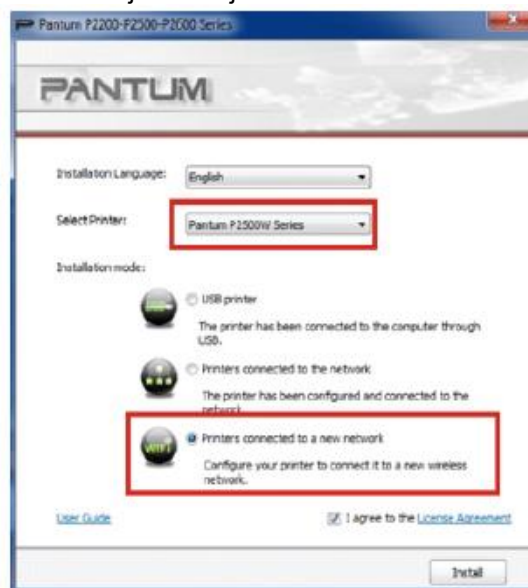 Pantum P2200-P2500-P2600 Series
PANTUM
Installation Language:
English
Select Printer:
Pantum P2500W Series
Installation mode:
USB printer
The printer has been connected to the computer through
USB.
Printers connected to the network
The printer has been configured and connected to the
network.
WiFi
Printers connected to a new network
Configure your printer to connect it to a new wireless
network.
User Guide
I agree to the License Agreement
Install